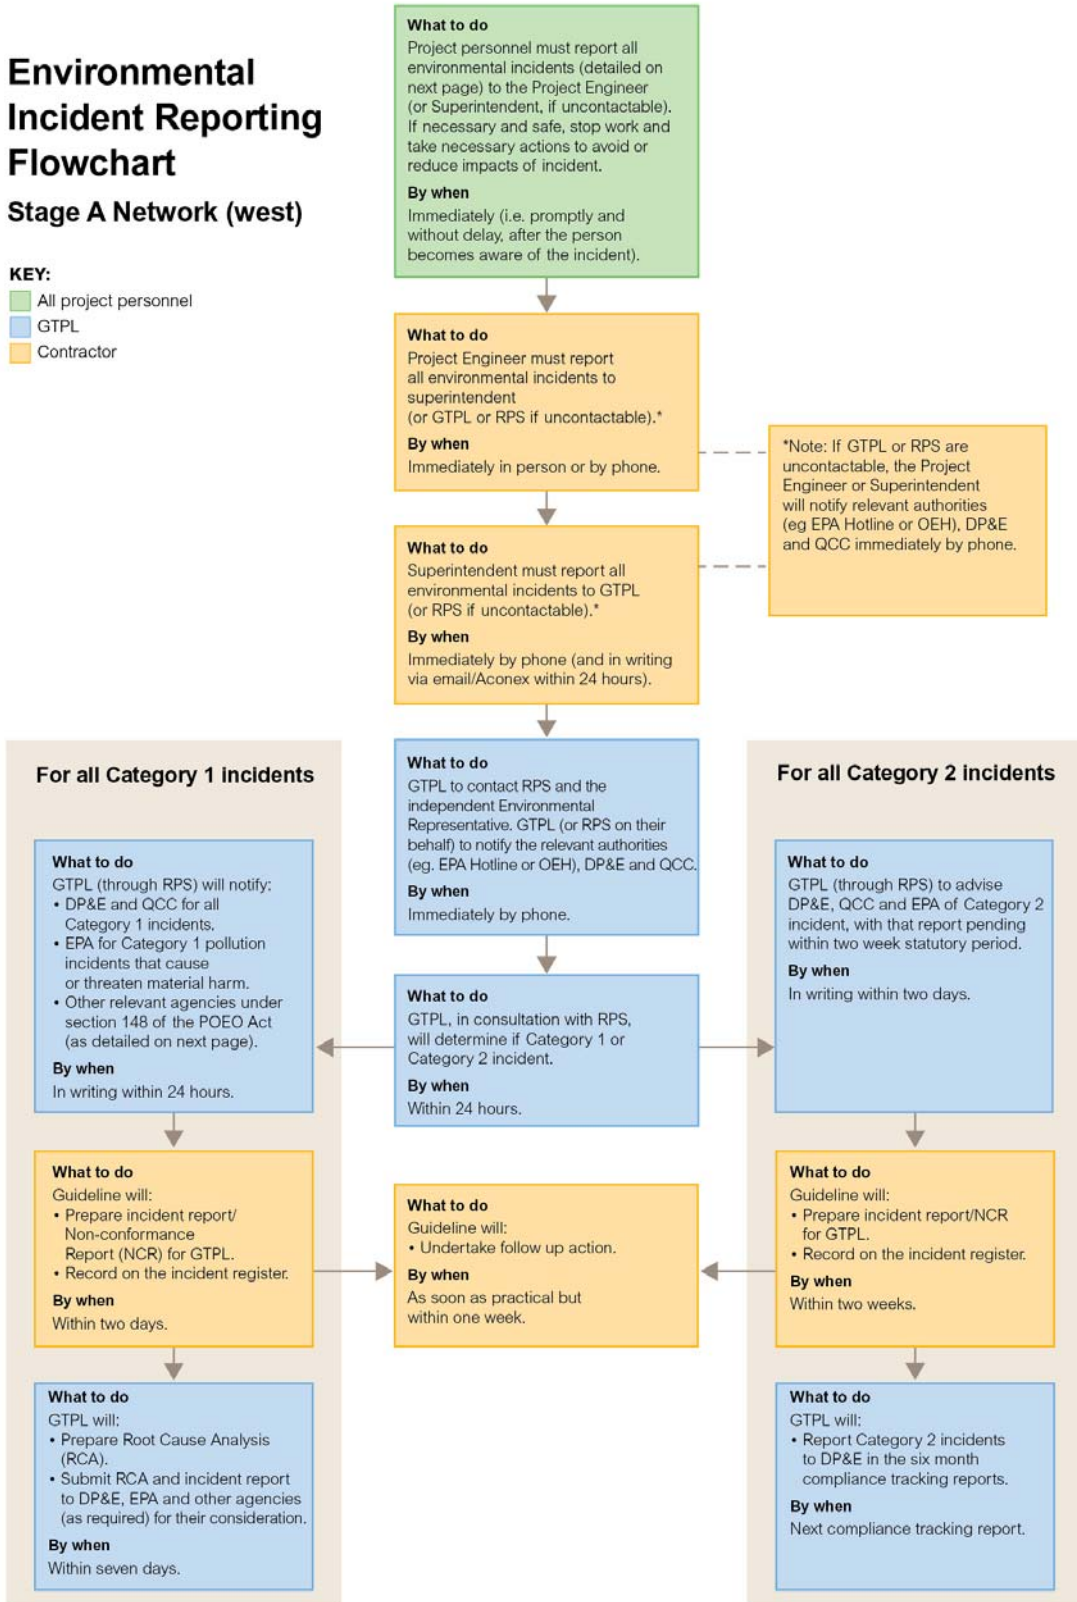 Environmental
Incident Reporting
Flowchart
Stage A Network (west)
KEY:
All project personnel
GTPL
Contractor
What to do
Project personnel must report all
environmental incidents (detailed on
next page) to the Project Engineer
(or Superintendent, if uncontactable).
If necessary and safe, stop work and
take necessary actions to avoid or
reduce impacts of incident.
By when
Immediately (i.e. promptly and
without delay, after the person
becomes aware of the incident).
What to do
Project Engineer must report
all environmental incidents to
superintendent
(or GTPL or RPS if uncontactable).*
By when
Immediately in person or by phone.
*Note: If GTPL or RPS are
uncontactable, the Project
Engineer or Superintendent
will notify relevant authorities
(eg EPA Hotline or OEH), DP&E
and QCC immediately by phone.
What to do
Superintendent must report all
environmental incidents to GTPL
(or RPS if uncontactable).*
By when
Immediately by phone (and in writing
via email/Aconex within 24 hours).
What to do
GTPL to contact RPS and the
independent Environmental
Representative. GTPL (or RPS on their
behalf) to notify the relevant authorities
(eg. EPA Hotline or OEH), DP&E and QCC.
By when
Immediately by phone.
What to do
GTPL, in consultation with RPS,
will determine if Category 1 or
Category 2 incident.
By when
Within 24 hours.
For all Category 1 incidents
What to do
GTPL (through RPS) will notify:
• DP&E and QCC for all
Category 1 incidents.
• EPA for Category 1 pollution
incidents that cause
or threaten material harm.
• Other relevant agencies under
section 148 of the POEO Act
(as detailed on next page).
By when
In writing within 24 hours.
What to do
Guideline will:
• Prepare incident report/
Non-conformance
Report (NCR) for GTPL.
• Record on the incident register.
By when
Within two days.
What to do
GTPL will:
• Prepare Root Cause Analysis
(RCA).
• Submit RCA and incident report
to DP&E, EPA and other agencies
(as required) for their consideration.
By when
Within seven days.
What to do
Guideline will:
• Undertake follow up action.
By when
As soon as practical but
within one week.
For all Category 2 incidents
What to do
GTPL (through RPS) to advise
DP&E, QCC and EPA of Category 2
incident, with that report pending
within two week statutory period.
By when
In writing within two days.
What to do
Guideline will:
• Prepare incident report/NCR
for GTPL.
• Record on the incident register.
By when
Within two weeks.
What to do
GTPL will:
• Report Category 2 incidents
to DP&E in the six month
compliance tracking reports.
By when
Next compliance tracking report.